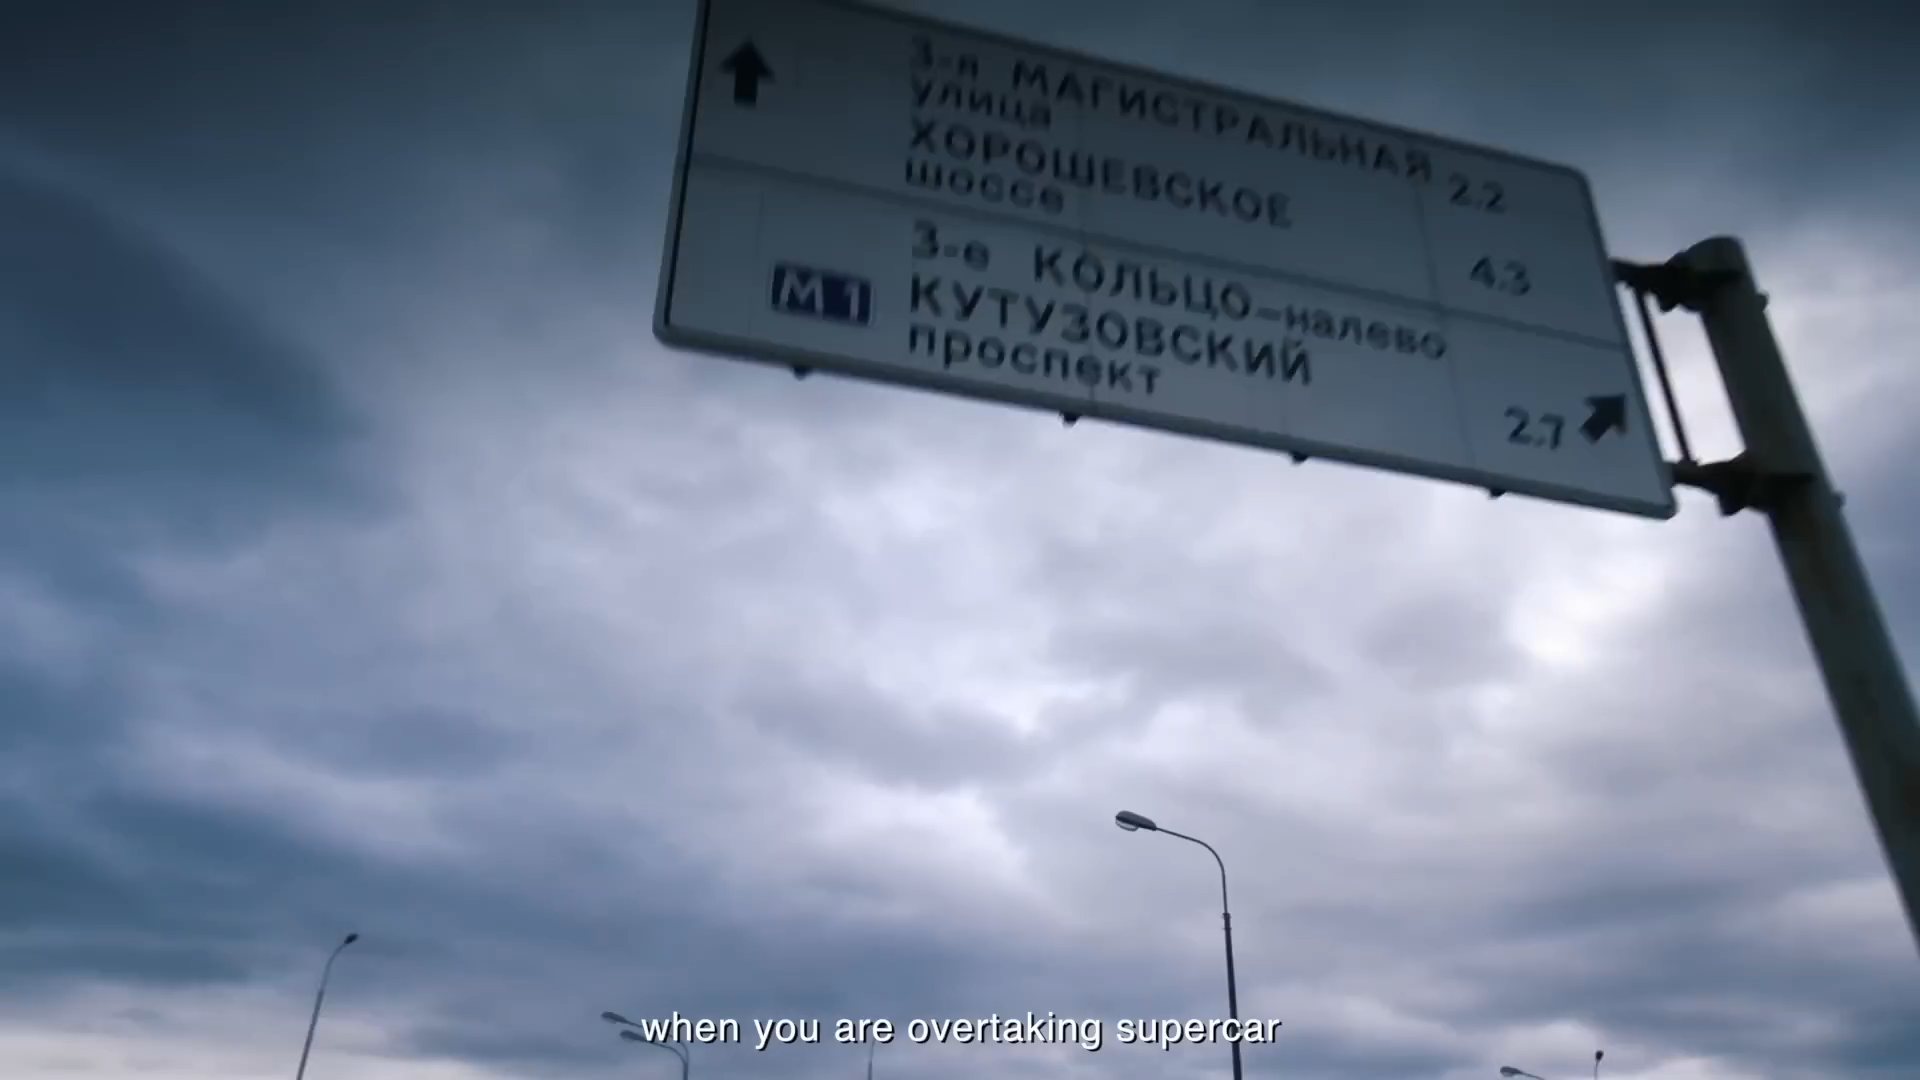 3-я МАГИСТРАЛЬНАЯ
улица 2.2
ХОРОШЕВСКОЕ
шоссе 4.3
3-е КОЛЬЦО-налево
М1 КУТУЗОВСКИЙ
проспект 2.7
when you are overtaking supercar